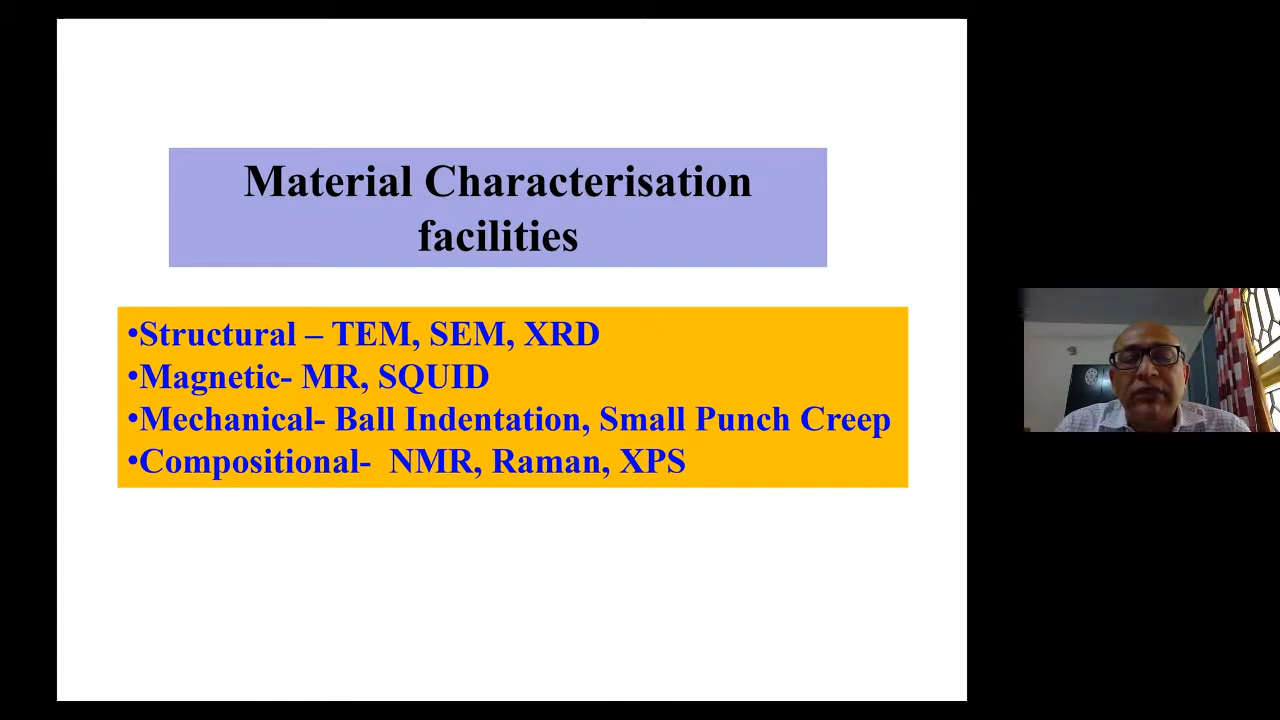 Material Characterisation
facilities
•Structural – TEM, SEM, XRD
•Magnetic- MR, SQUID
•Mechanical- Ball Indentation, Small Punch Creep
•Compositional-  NMR, Raman, XPS